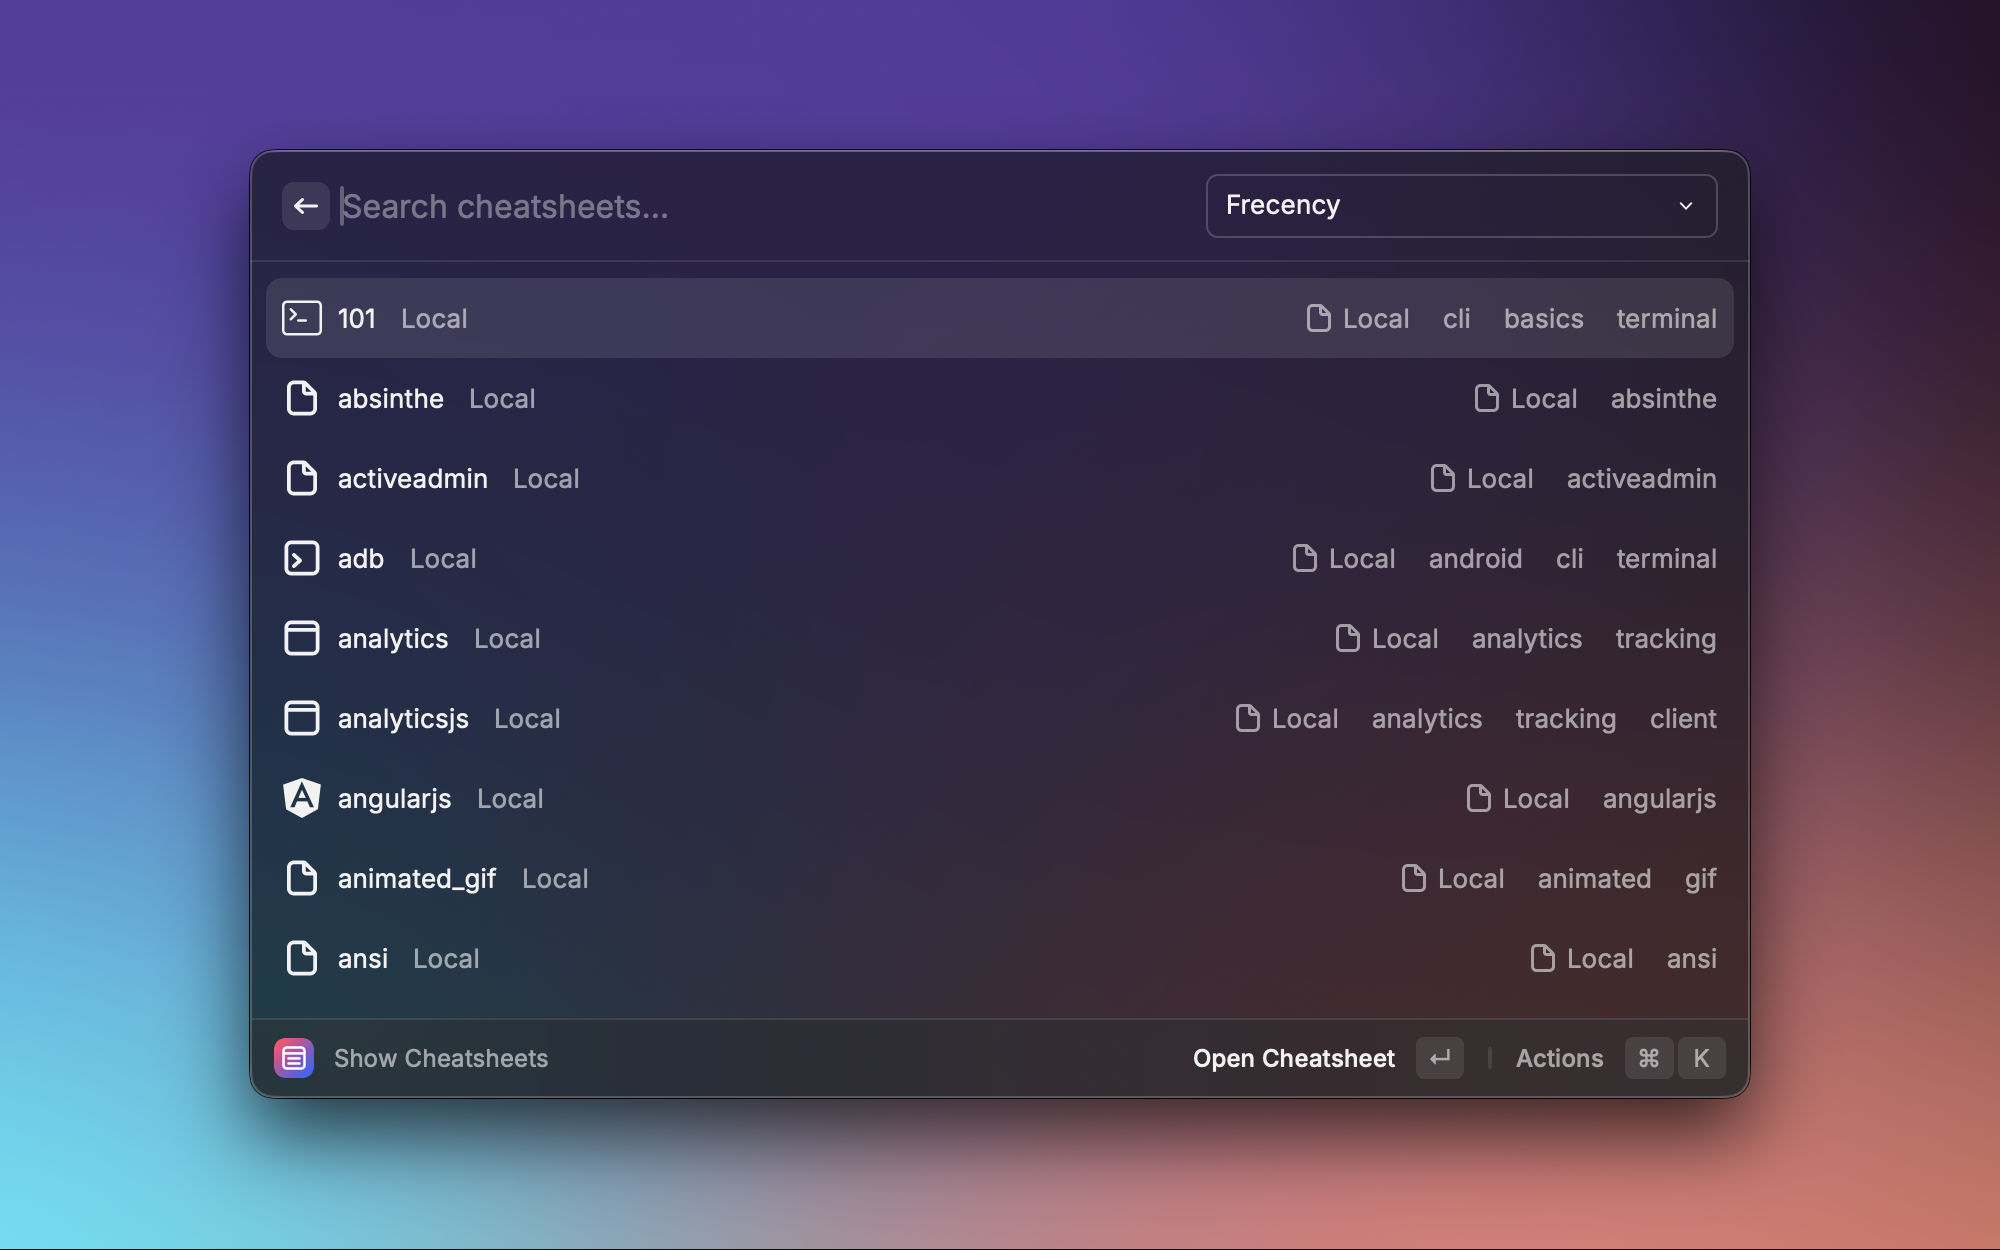 Search cheatsheets... Frecency
101 Local Local cli basics terminal
absinthe Local Local absinthe
activeadmin Local Local activeadmin
adb Local Local android cli terminal
analytics Local Local analytics tracking
analyticsjs Local Local analytics tracking client
angularjs Local Local angularjs
animated_gif Local Local animated gif
ansi Local Local ansi
Show Cheatsheets Open Cheatsheet ↵ Actions ⌘ K